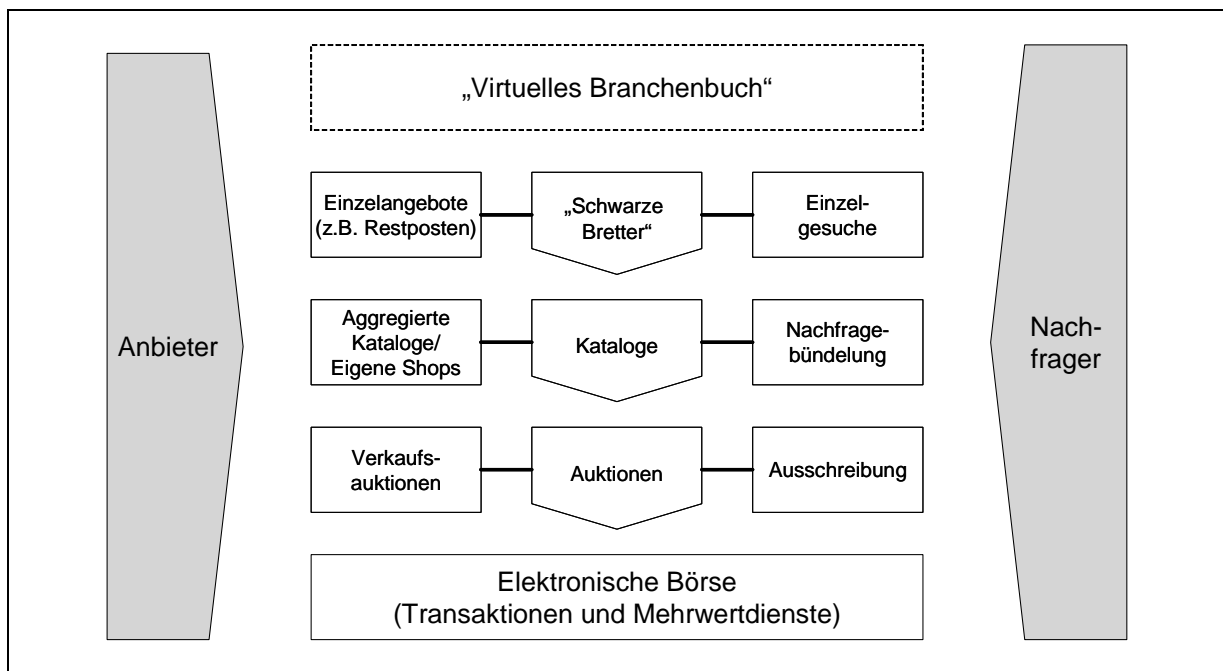 „Virtuelles Branchenbuch“
Einzelangebote
(z.B. Restposten)
„Schwarze
Bretter“
Einzel-
gesuche
Anbieter
Aggregierte
Kataloge/
Eigene Shops
Kataloge
Nachfrage-
bündelung
Nach-
frager
Verkaufs-
auktionen
Auktionen
Ausschreibung
Elektronische Börse
(Transaktionen und Mehrwertdienste)